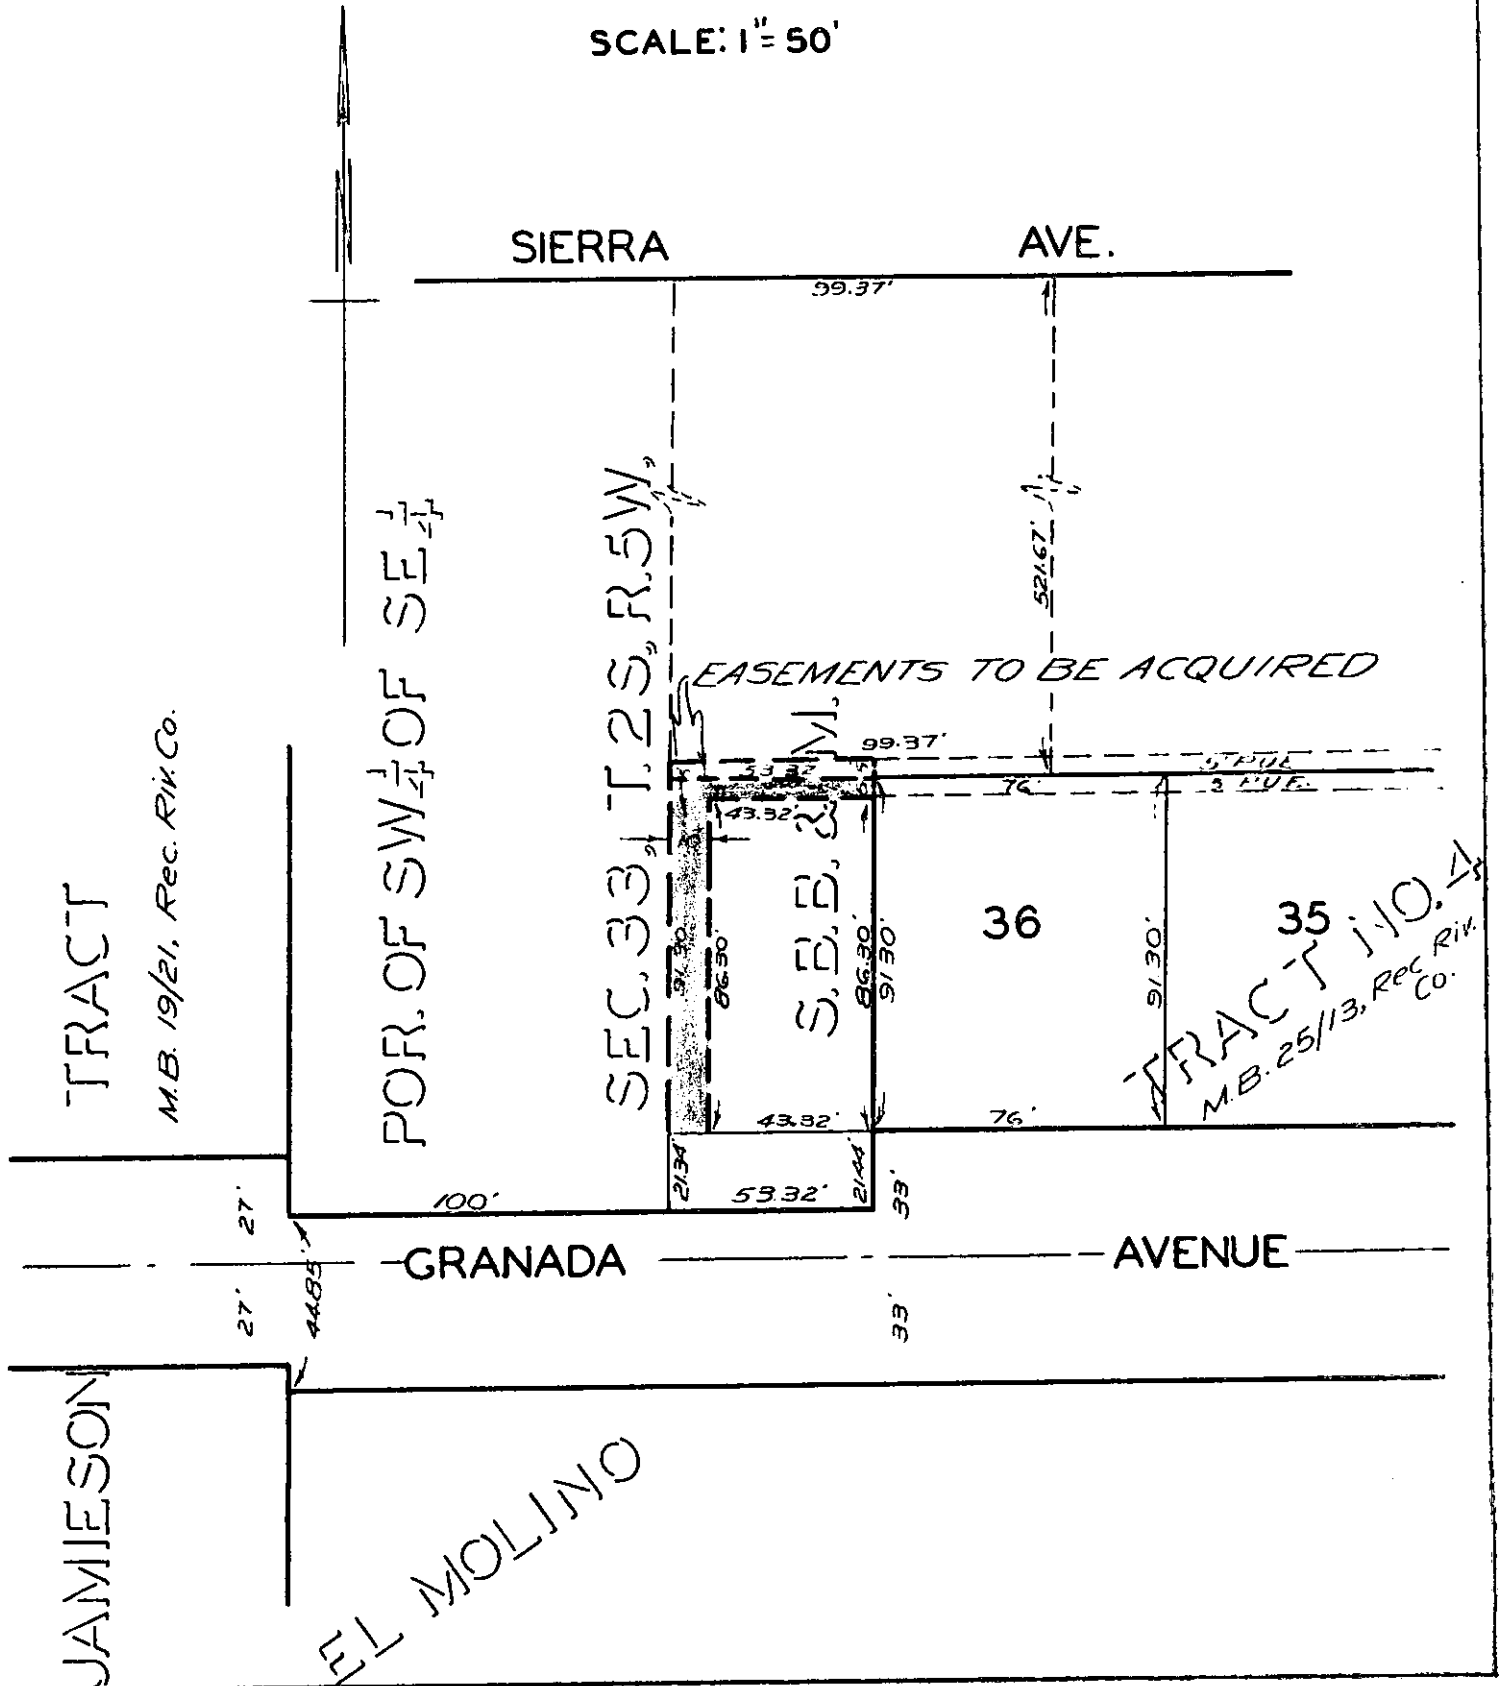 SCALE: 1"= 50'
SIERRA AVE.
99.37'
521.67'
EASEMENTS TO BE ACQUIRED
99.37'
53.32'
5' PUE
5' PUE.
76'
43.32'
POR. OF SW 1/4 OF SE 1/4
SEC. 33, T. 2 S., R. 5 W.,
S. B. B. & M.
TRACT
M.B. 19/21, Rec. Riv. Co.
91.30'
86.30'
86.30'
91.30'
36
91.30'
35
TRACT NO. 4
M.B. 25/13, Rec. Riv. Co.
43.32'
76'
21.34'
21.44'
100'
53.32'
27'
33'
GRANADA AVENUE
27'
44.85'
33'
JAMIESON
EL MOLINO